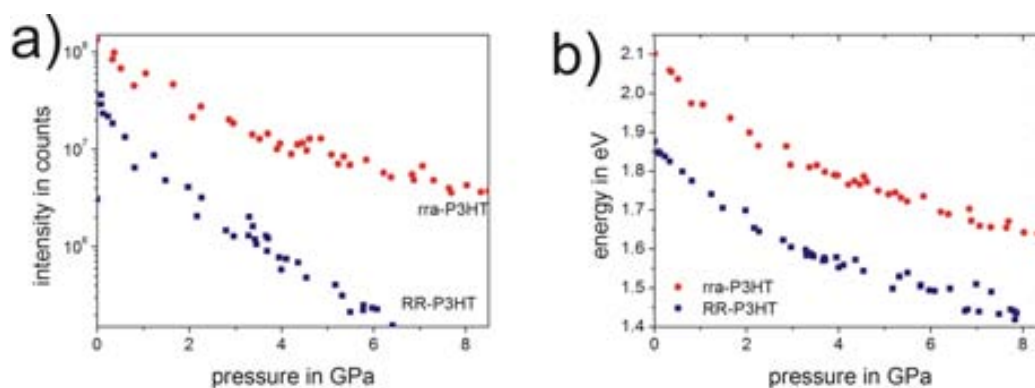 a)
10⁸
10⁷
10⁶
intensity in counts
rra-P3HT
RR-P3HT
0 2 4 6 8
pressure in GPa
b)
2.1
2.0
1.9
1.8
1.7
1.6
1.5
1.4
energy in eV
rra-P3HT
RR-P3HT
0 2 4 6 8
pressure in GPa